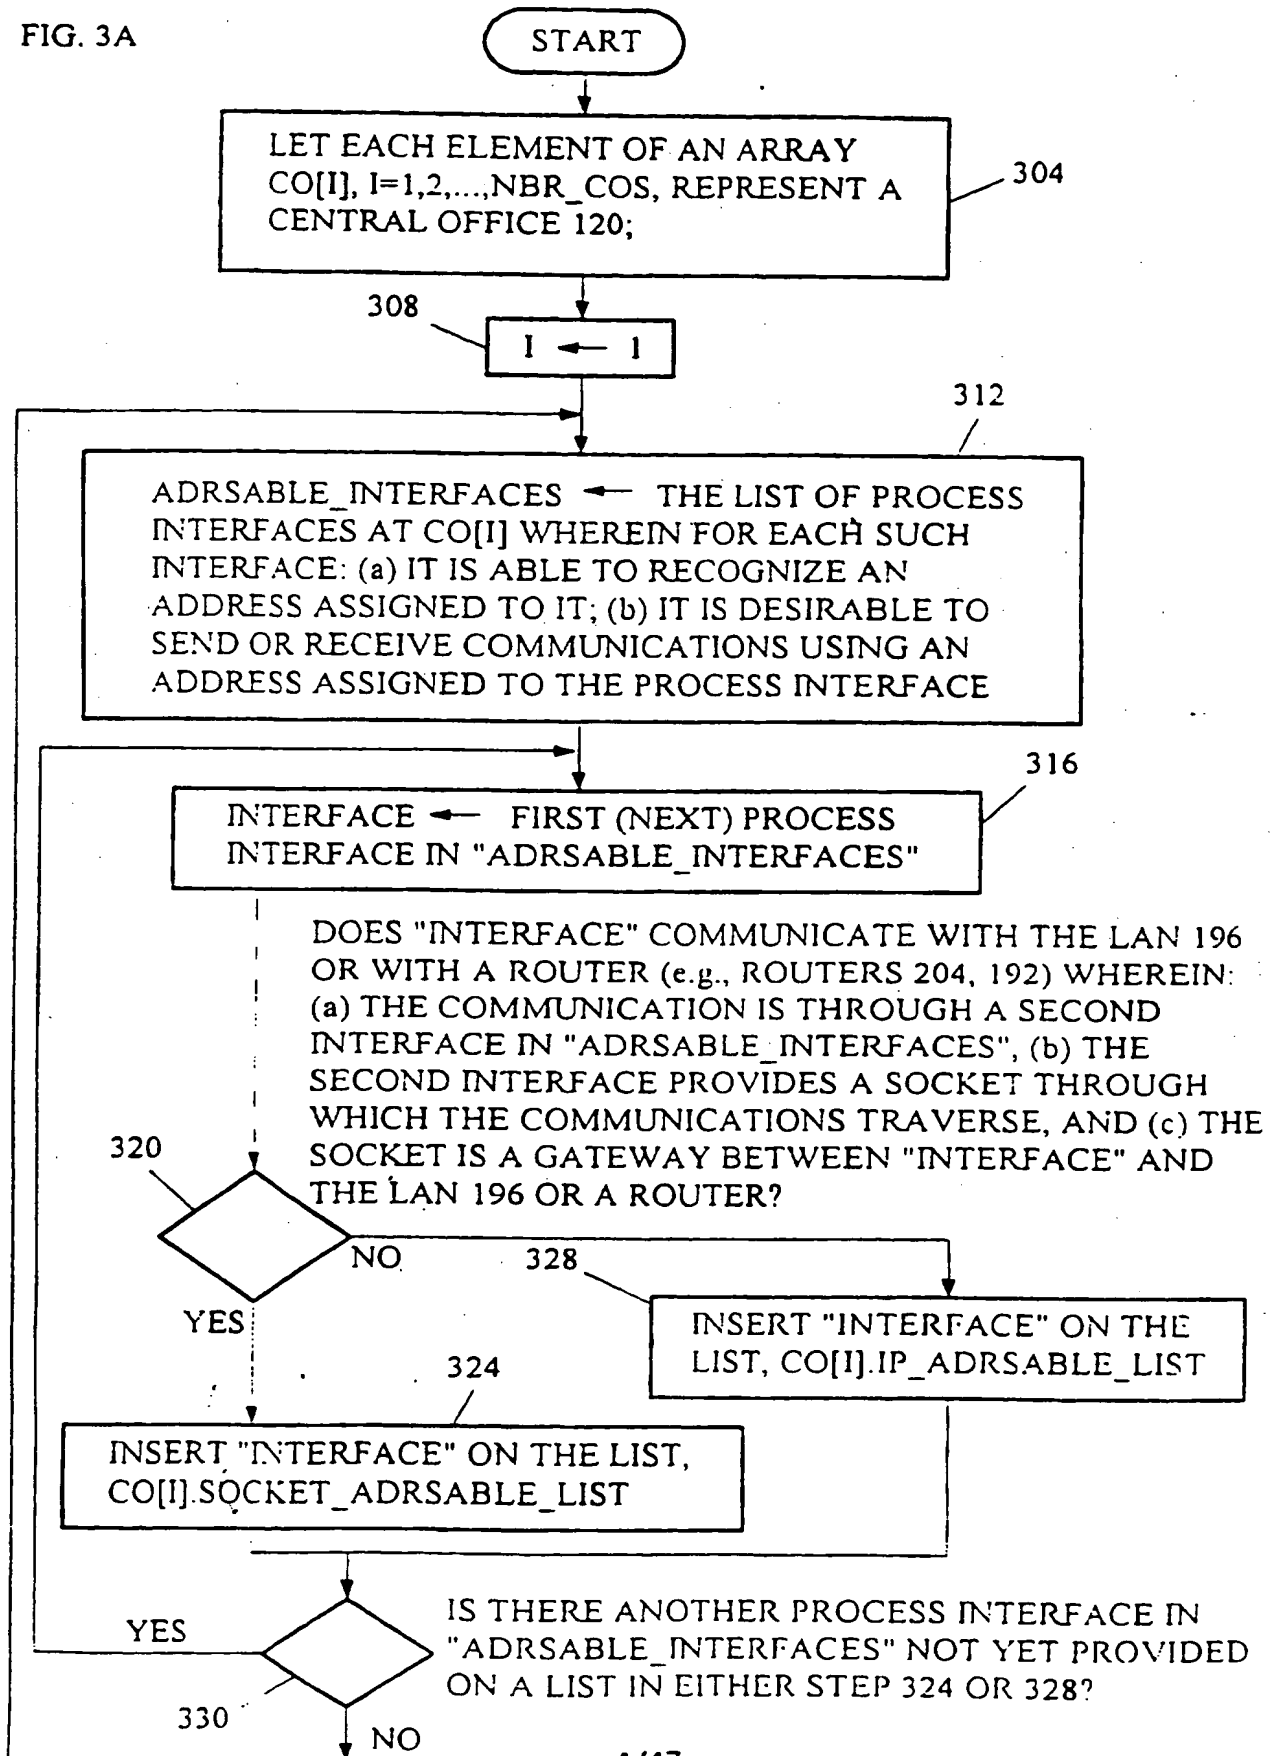 FIG. 3A
START
LET EACH ELEMENT OF AN ARRAY
CO[I], I=1,2,...,NBR_COS, REPRESENT A
CENTRAL OFFICE 120;
304
308
I ← 1
312
ADRSABLE_INTERFACES ← THE LIST OF PROCESS
INTERFACES AT CO[I] WHEREIN FOR EACH SUCH
INTERFACE: (a) IT IS ABLE TO RECOGNIZE AN
ADDRESS ASSIGNED TO IT; (b) IT IS DESIRABLE TO
SEND OR RECEIVE COMMUNICATIONS USING AN
ADDRESS ASSIGNED TO THE PROCESS INTERFACE
316
INTERFACE ← FIRST (NEXT) PROCESS
INTERFACE IN "ADRSABLE_INTERFACES"
DOES "INTERFACE" COMMUNICATE WITH THE LAN 196
OR WITH A ROUTER (e.g., ROUTERS 204, 192) WHEREIN:
(a) THE COMMUNICATION IS THROUGH A SECOND
INTERFACE IN "ADRSABLE_INTERFACES", (b) THE
SECOND INTERFACE PROVIDES A SOCKET THROUGH
WHICH THE COMMUNICATIONS TRAVERSE, AND (c) THE
SOCKET IS A GATEWAY BETWEEN "INTERFACE" AND
THE LAN 196 OR A ROUTER?
320
NO
328
YES
INSERT "INTERFACE" ON THE
LIST, CO[I].IP_ADRSABLE_LIST
324
INSERT "INTERFACE" ON THE LIST,
CO[I].SOCKET_ADRSABLE_LIST
YES
IS THERE ANOTHER PROCESS INTERFACE IN
"ADRSABLE_INTERFACES" NOT YET PROVIDED
ON A LIST IN EITHER STEP 324 OR 328?
330
NO